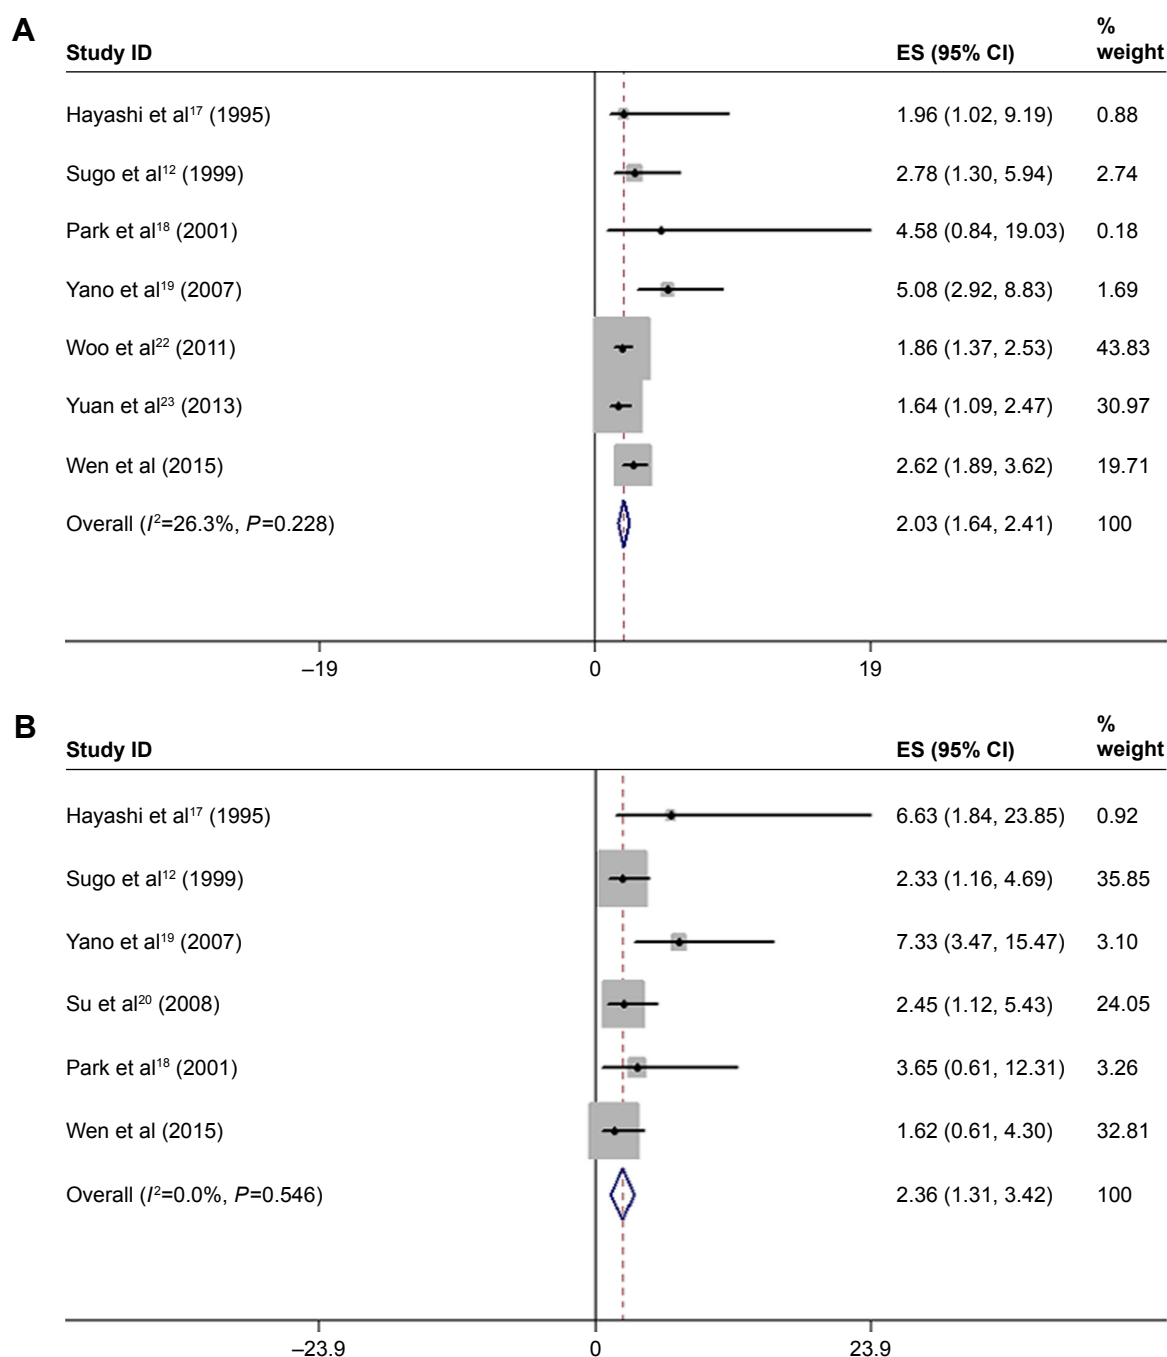 A
Study ID ES (95% CI) % weight
Hayashi et al17 (1995) 1.96 (1.02, 9.19) 0.88
Sugo et al12 (1999) 2.78 (1.30, 5.94) 2.74
Park et al18 (2001) 4.58 (0.84, 19.03) 0.18
Yano et al19 (2007) 5.08 (2.92, 8.83) 1.69
Woo et al22 (2011) 1.86 (1.37, 2.53) 43.83
Yuan et al23 (2013) 1.64 (1.09, 2.47) 30.97
Wen et al (2015) 2.62 (1.89, 3.62) 19.71
Overall (I2=26.3%, P=0.228) 2.03 (1.64, 2.41) 100
–19 0 19
B
Study ID ES (95% CI) % weight
Hayashi et al17 (1995) 6.63 (1.84, 23.85) 0.92
Sugo et al12 (1999) 2.33 (1.16, 4.69) 35.85
Yano et al19 (2007) 7.33 (3.47, 15.47) 3.10
Su et al20 (2008) 2.45 (1.12, 5.43) 24.05
Park et al18 (2001) 3.65 (0.61, 12.31) 3.26
Wen et al (2015) 1.62 (0.61, 4.30) 32.81
Overall (I2=0.0%, P=0.546) 2.36 (1.31, 3.42) 100
–23.9 0 23.9